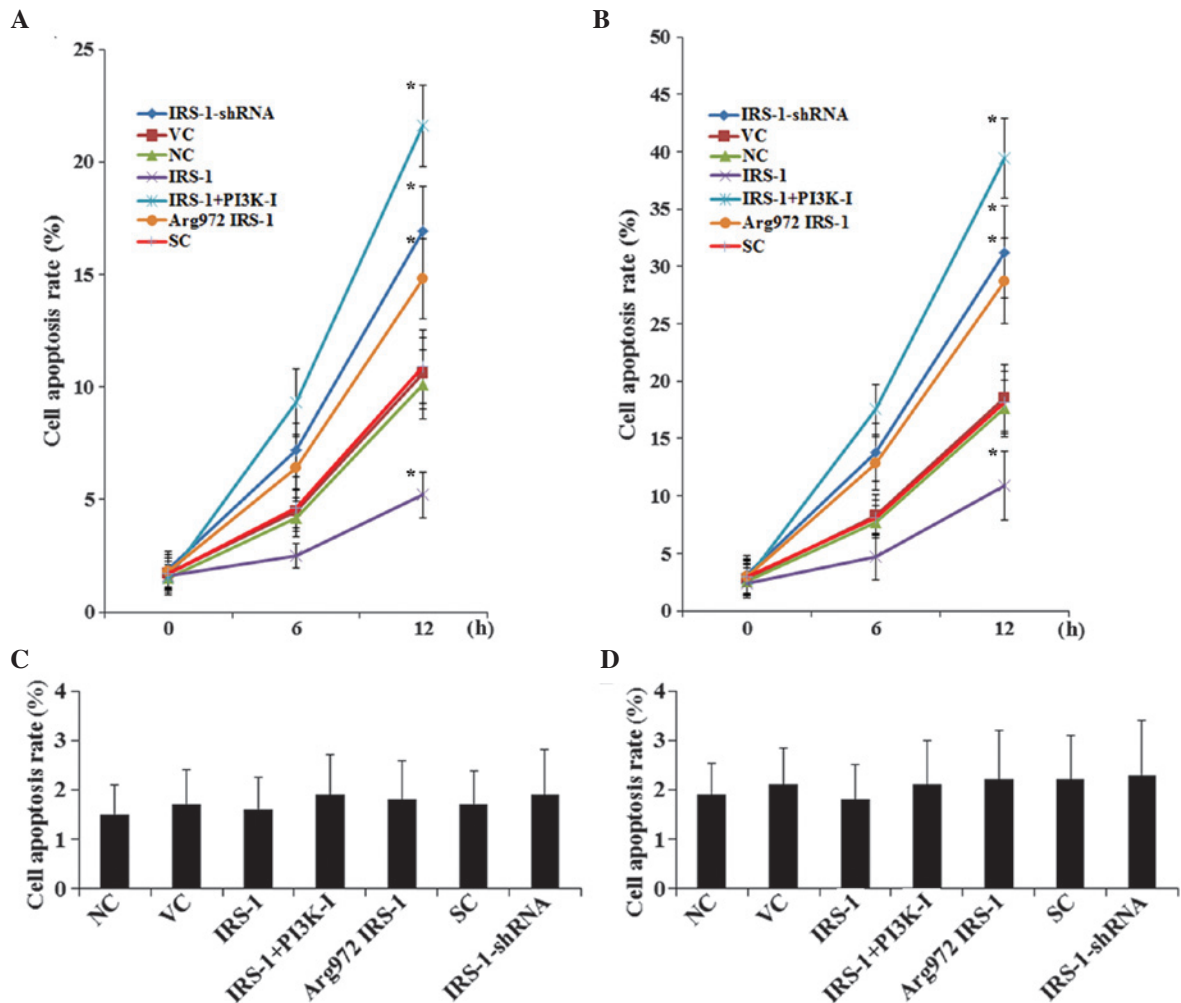 A
Cell apoptosis rate (%)
25
20
15
10
5
0
IRS-1-shRNA
VC
NC
IRS-1
IRS-1+PI3K-I
Arg972 IRS-1
SC
*
*
*
*
0 6 12 (h)
B
Cell apoptosis rate (%)
50
45
40
35
30
25
20
15
10
5
0
IRS-1-shRNA
VC
NC
IRS-1
IRS-1+PI3K-I
Arg972 IRS-1
SC
*
*
*
*
0 6 12 (h)
C
Cell apoptosis rate (%)
4
3
2
1
0
NC
VC
IRS-1
IRS-1+PI3K-I
Arg972 IRS-1
SC
IRS-1-shRNA
D
Cell apoptosis rate (%)
4
3
2
1
0
NC
VC
IRS-1
IRS-1+PI3K-I
Arg972 IRS-1
SC
IRS-1-shRNA